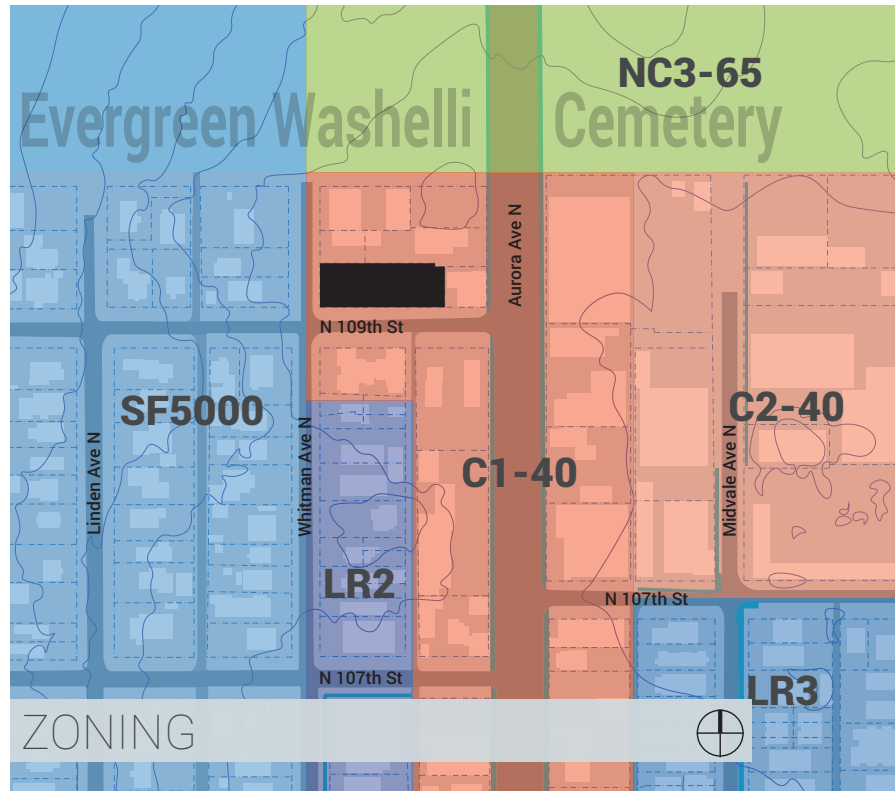 NC3-65
Evergreen Washelli Cemetery
Aurora Ave N
N 109th St
SF5000
C2-40
Linden Ave N
Whitman Ave N
C1-40
Midvale Ave N
LR2
N 107th St
N 107th St
LR3
ZONING